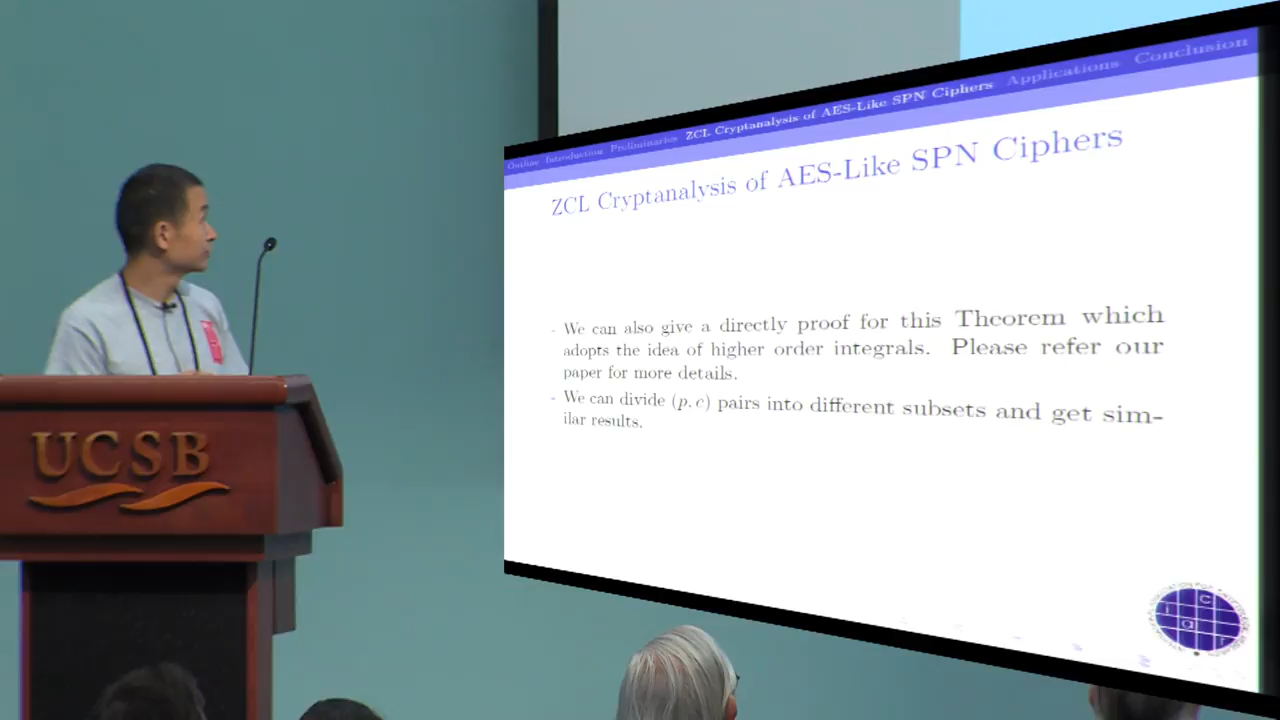 Outline Introduction Preliminaries ZCL Cryptanalysis of AES-Like SPN Ciphers Applications Conclusion
ZCL Cryptanalysis of AES-Like SPN Ciphers
- We can also give a directly proof for this Theorem which
adopts the idea of higher order integrals. Please refer our
paper for more details.
- We can divide (p, c) pairs into different subsets and get sim-
ilar results.
UCSB
i a c r